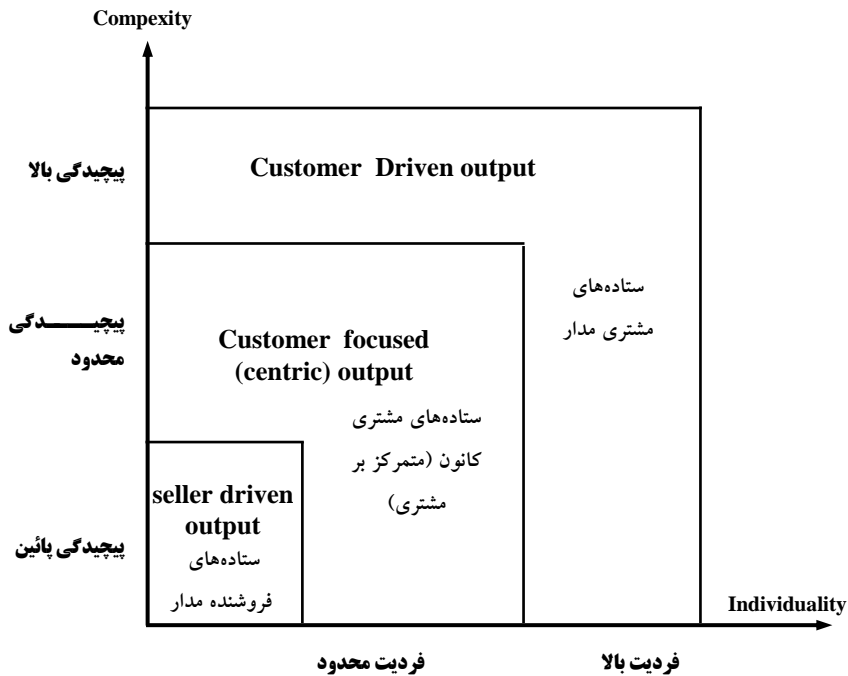 Compexity
پیچیدگی بالا
Customer Driven output
ستاده‌های
مشتری مدار
پیچیــــــدگی
محدود
Customer focused
(centric) output
ستاده‌های مشتری
کانون (متمرکز بر
مشتری)
seller driven
output
ستاده‌های
فروشنده مدار
پیچیدگی پائین
Individuality
فردیت محدود
فردیت بالا